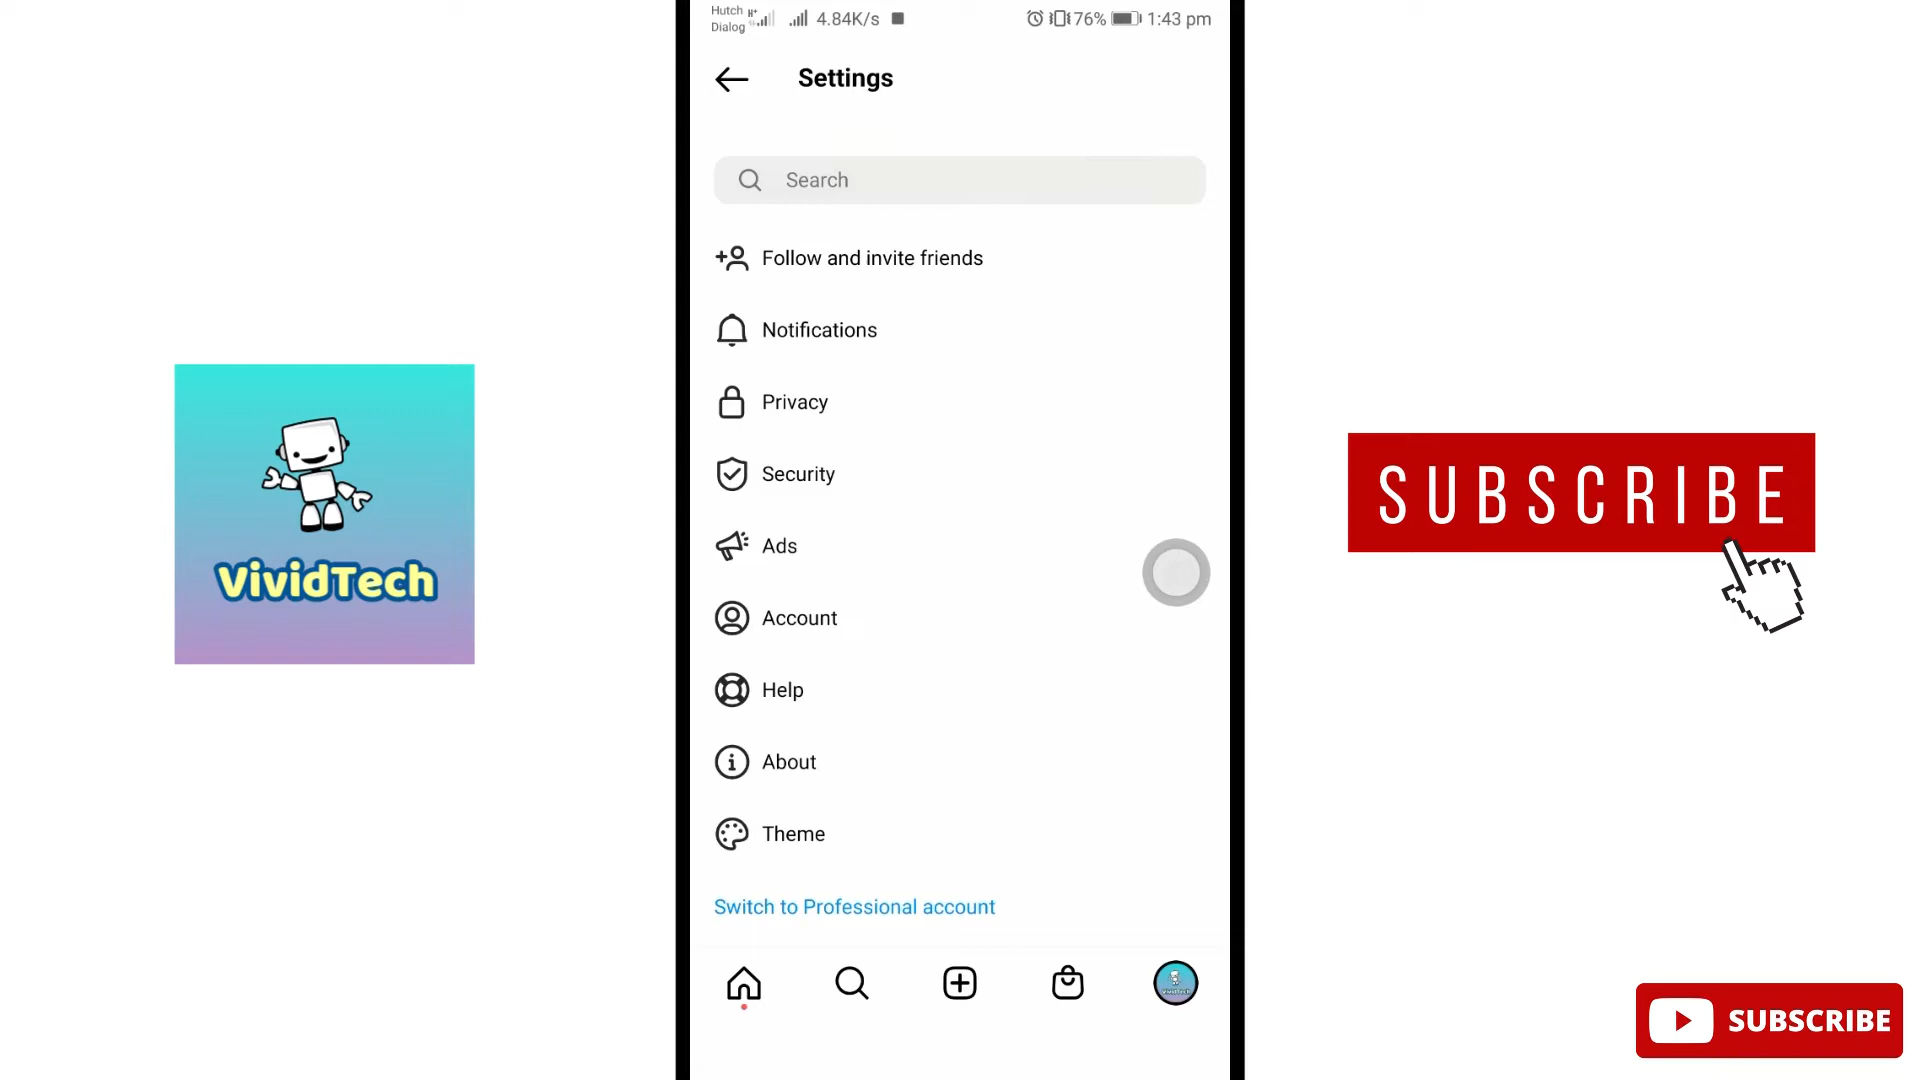 Hutch
Dialog
4.84K/s
76%
1:43 pm
Settings
Search
Follow and invite friends
Notifications
Privacy
Security
Ads
Account
Help
About
Theme
Switch to Professional account
VividTech
SUBSCRIBE
SUBSCRIBE